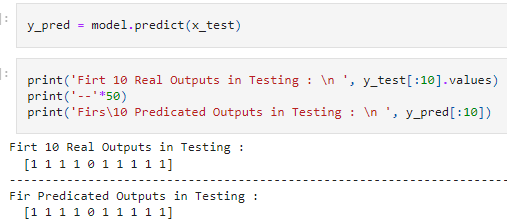 ]:
y_pred = model.predict(x_test)
]:
print('Firt 10 Real Outputs in Testing : \n ', y_test[:10].values)
print('--'*50)
print('Firs\10 Predicated Outputs in Testing : \n ', y_pred[:10])
Firt 10 Real Outputs in Testing :
[1 1 1 1 0 1 1 1 1 1]
----------------------------------------------------------------------
Fir Predicated Outputs in Testing :
[1 1 1 1 0 1 1 1 1 1]